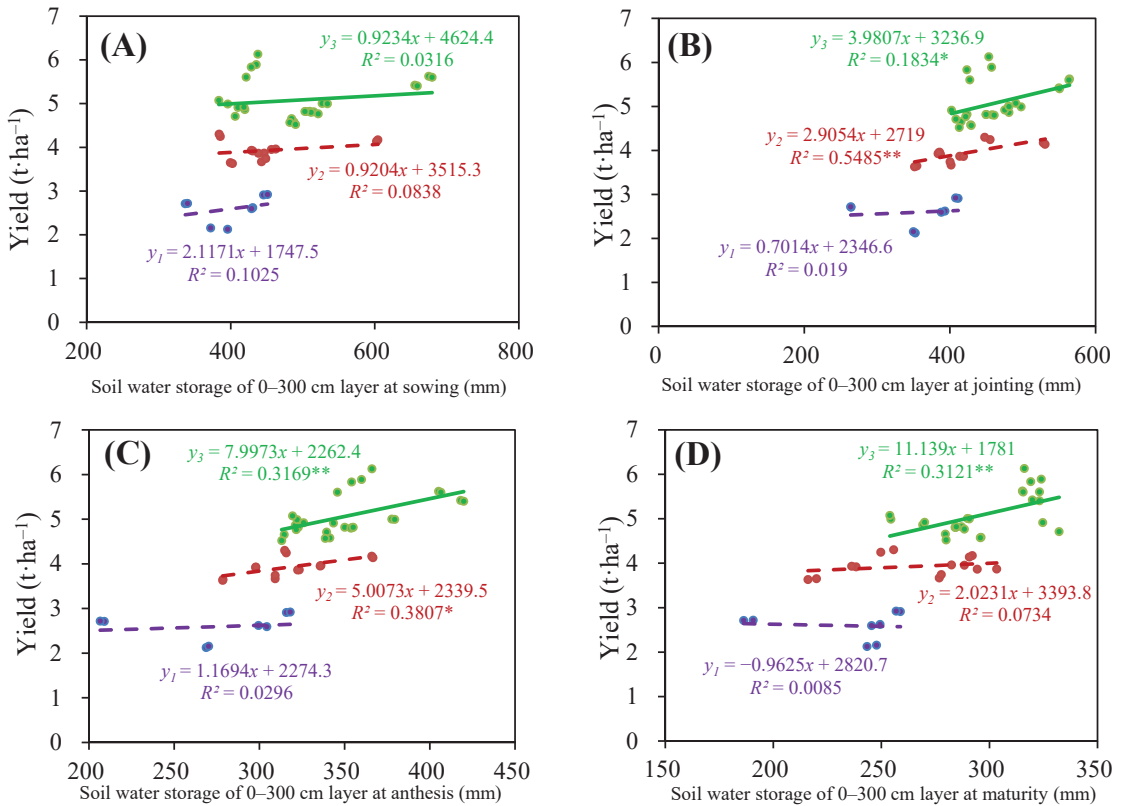 (A)
y₃ = 0.9234x + 4624.4
R² = 0.0316
y₂ = 0.9204x + 3515.3
R² = 0.0838
y₁ = 2.1171x + 1747.5
R² = 0.1025
Yield (t·ha⁻¹)
7
6
5
4
3
2
1
0
200 400 600 800
Soil water storage of 0–300 cm layer at sowing (mm)
(B)
y₃ = 3.9807x + 3236.9
R² = 0.1834*
y₂ = 2.9054x + 2719
R² = 0.5485**
y₁ = 0.7014x + 2346.6
R² = 0.019
Yield (t·ha⁻¹)
7
6
5
4
3
2
1
0
0 200 400 600
Soil water storage of 0–300 cm layer at jointing (mm)
(C)
y₃ = 7.9973x + 2262.4
R² = 0.3169**
y₂ = 5.0073x + 2339.5
R² = 0.3807*
y₁ = 1.1694x + 2274.3
R² = 0.0296
Yield (t·ha⁻¹)
7
6
5
4
3
2
1
0
200 250 300 350 400 450
Soil water storage of 0–300 cm layer at anthesis (mm)
(D)
y₃ = 11.139x + 1781
R² = 0.3121**
y₂ = 2.0231x + 3393.8
R² = 0.0734
y₁ = −0.9625x + 2820.7
R² = 0.0085
Yield (t·ha⁻¹)
7
6
5
4
3
2
1
0
150 200 250 300 350
Soil water storage of 0–300 cm layer at maturity (mm)